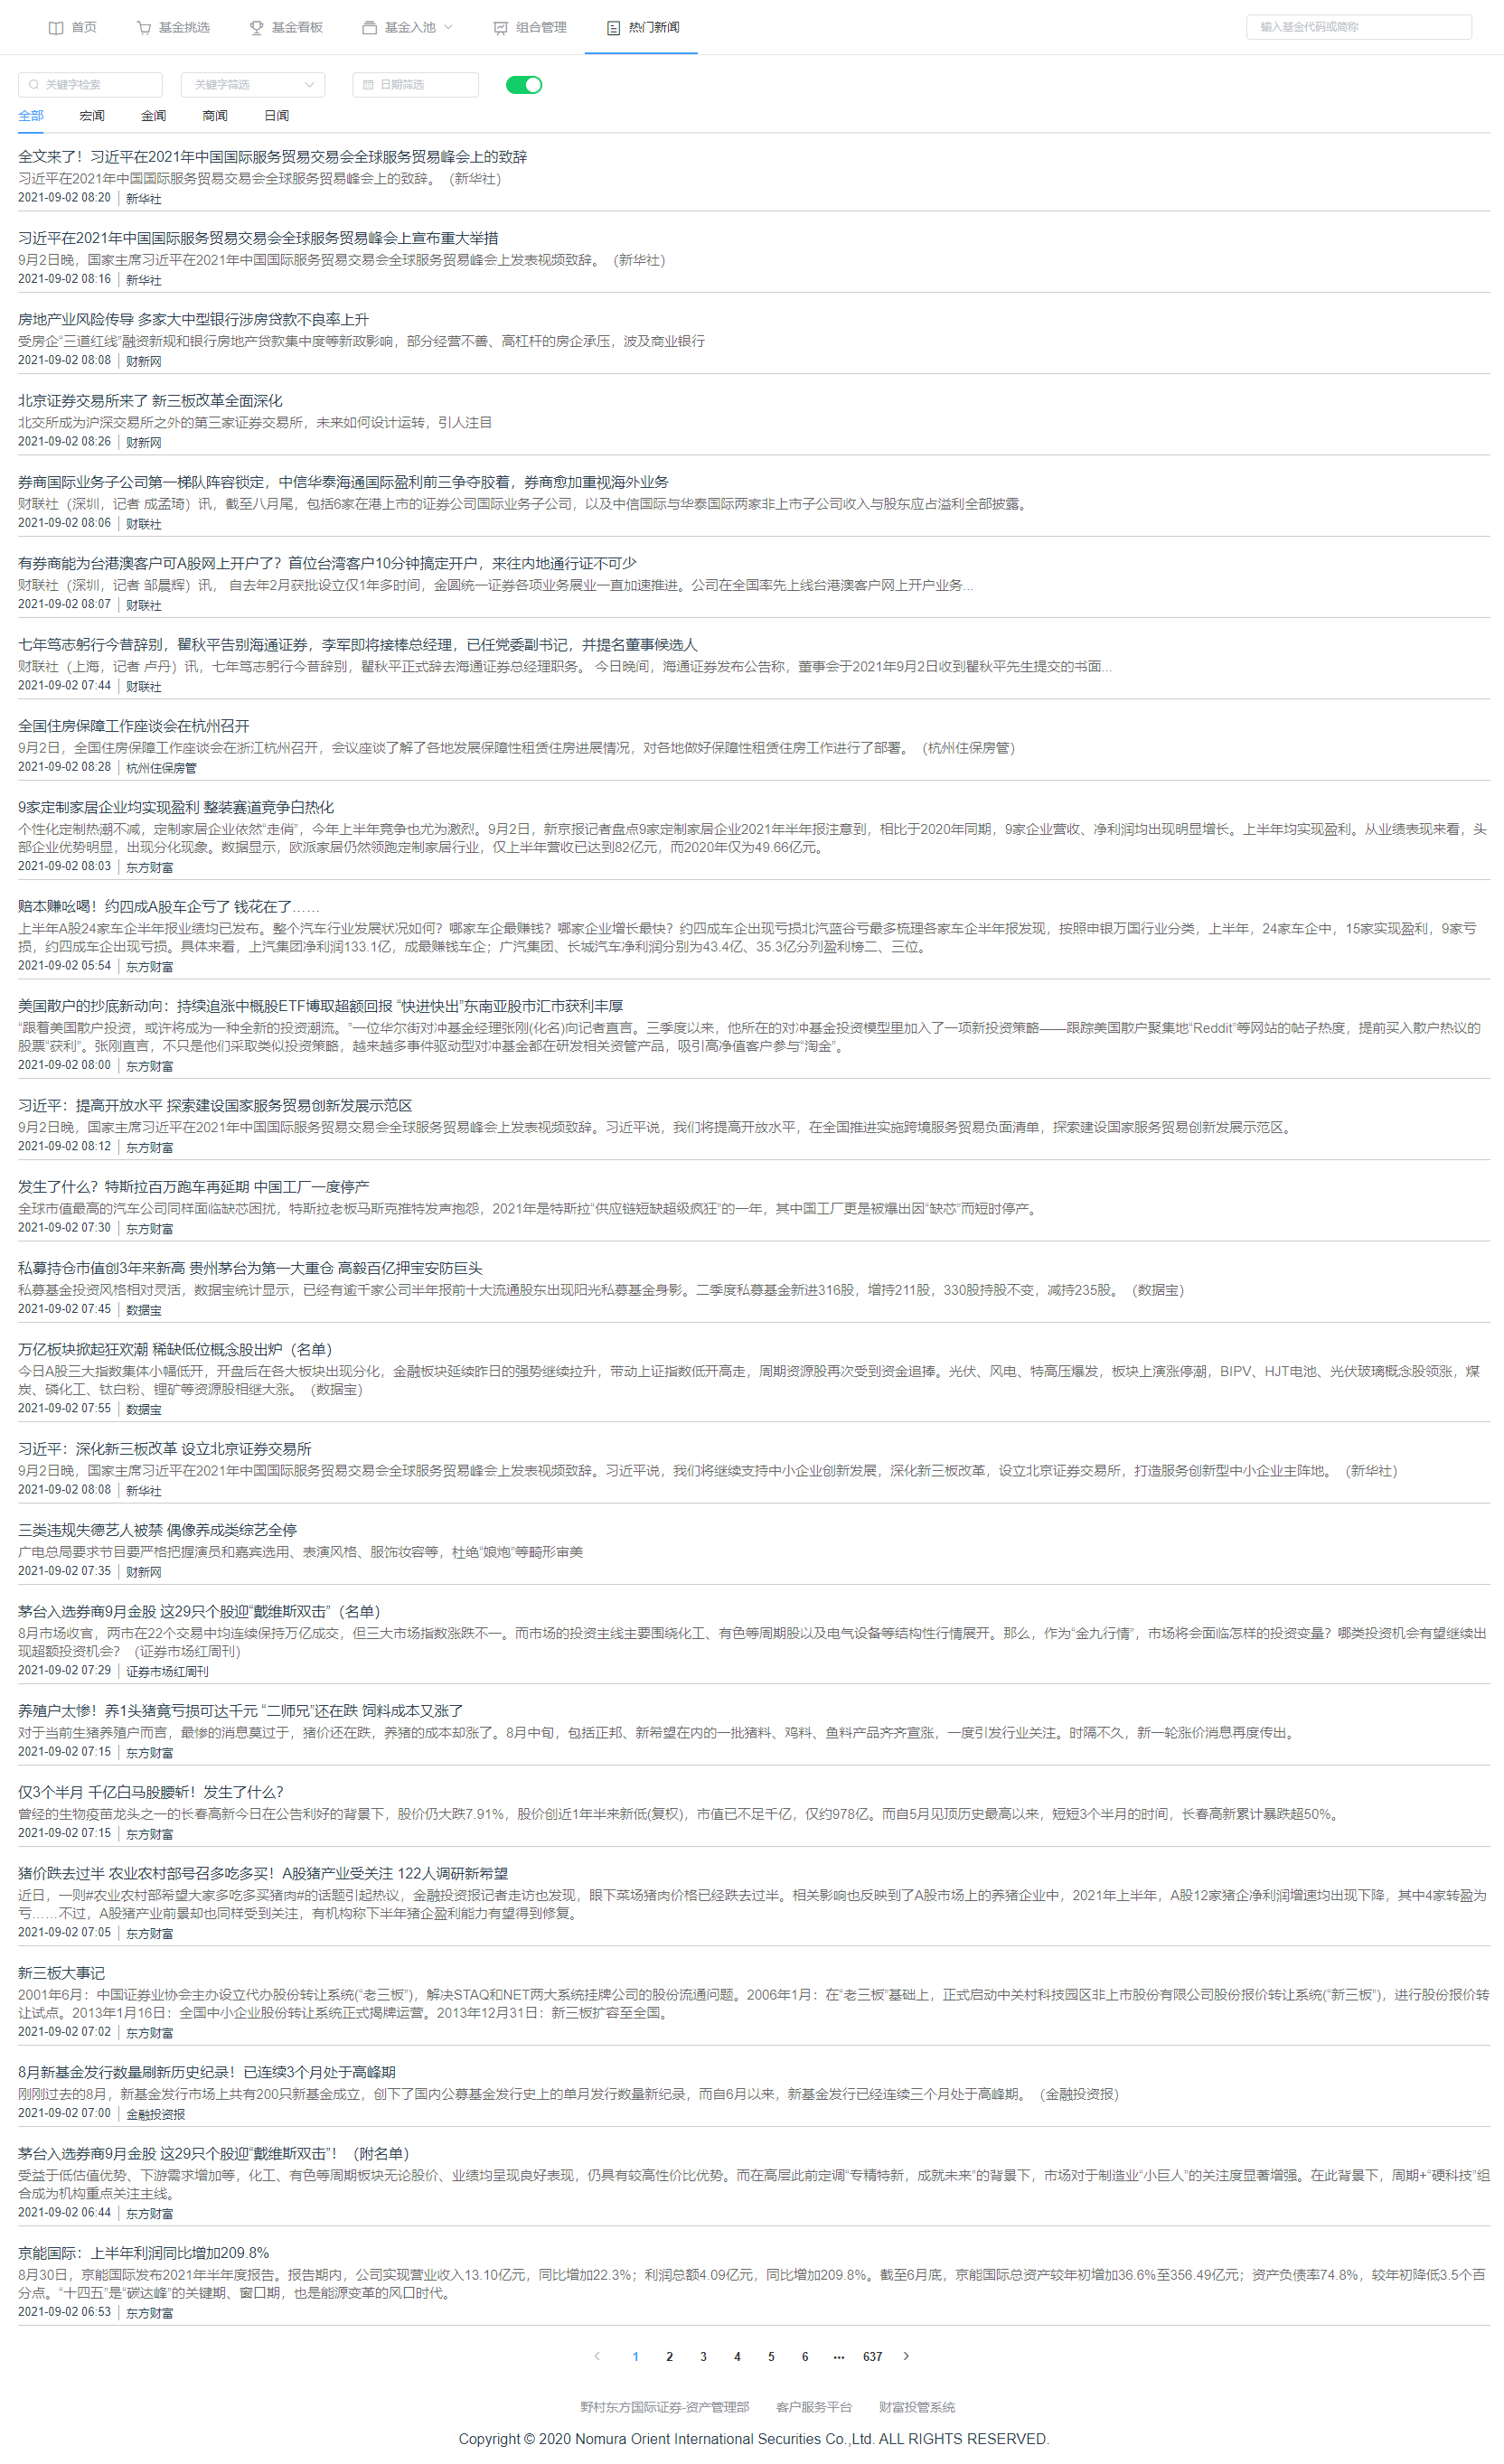 首页 基金挑选 基金看板 基金入池 组合管理 热门新闻 输入基金代码或简称
关键字检索 关键字筛选 日期筛选
全部 宏闻 金闻 商闻 日闻
全文来了！习近平在2021年中国国际服务贸易交易会全球服务贸易峰会上的致辞
习近平在2021年中国国际服务贸易交易会全球服务贸易峰会上的致辞。（新华社）
2021-09-02 08:20 新华社
习近平在2021年中国国际服务贸易交易会全球服务贸易峰会上宣布重大举措
9月2日晚，国家主席习近平在2021年中国国际服务贸易交易会全球服务贸易峰会上发表视频致辞。（新华社）
2021-09-02 08:16 新华社
房地产业风险传导 多家大中型银行涉房贷款不良率上升
受房企“三道红线”融资新规和银行房地产贷款集中度等新政影响，部分经营不善、高杠杆的房企承压，波及商业银行
2021-09-02 08:08 财新网
北京证券交易所来了 新三板改革全面深化
北交所成为沪深交易所之外的第三家证券交易所，未来如何设计运转，引人注目
2021-09-02 08:26 财新网
券商国际业务子公司第一梯队阵容锁定，中信华泰海通国际盈利前三争夺胶着，券商愈加重视海外业务
财联社（深圳，记者 成孟琦）讯，截至八月尾，包括6家在港上市的证券公司国际业务子公司，以及中信国际与华泰国际两家非上市子公司收入与股东应占溢利全部披露。
2021-09-02 08:06 财联社
有券商能为台港澳客户可A股网上开户了？首位台湾客户10分钟搞定开户，来往内地通行证不可少
财联社（深圳，记者 邹晨辉）讯， 自去年2月获批设立仅1年多时间，金圆统一证券各项业务展业一直加速推进。公司在全国率先上线台港澳客户网上开户业务...
2021-09-02 08:07 财联社
七年笃志躬行今昔辞别，瞿秋平告别海通证券，李军即将接棒总经理，已任党委副书记，并提名董事候选人
财联社（上海，记者 卢丹）讯，七年笃志躬行今昔辞别，瞿秋平正式辞去海通证券总经理职务。 今日晚间，海通证券发布公告称，董事会于2021年9月2日收到瞿秋平先生提交的书面...
2021-09-02 07:44 财联社
全国住房保障工作座谈会在杭州召开
9月2日，全国住房保障工作座谈会在浙江杭州召开，会议座谈了解了各地发展保障性租赁住房进展情况，对各地做好保障性租赁住房工作进行了部署。（杭州住保房管）
2021-09-02 08:28 杭州住保房管
9家定制家居企业均实现盈利 整装赛道竞争白热化
个性化定制热潮不减，定制家居企业依然“走俏”，今年上半年竞争也尤为激烈。9月2日，新京报记者盘点9家定制家居企业2021年半年报注意到，相比于2020年同期，9家企业营收、净利润均出现明显增长。上半年均实现盈利。从业绩表现来看，头
部企业优势明显，出现分化现象。数据显示，欧派家居仍然领跑定制家居行业，仅上半年营收已达到82亿元，而2020年仅为49.66亿元。
2021-09-02 08:03 东方财富
赔本赚吆喝！约四成A股车企亏了 钱花在了……
上半年A股24家车企半年报业绩均已发布。整个汽车行业发展状况如何？哪家车企最赚钱？哪家企业增长最快？约四成车企出现亏损北汽蓝谷亏最多梳理各家车企半年报发现，按照申银万国行业分类，上半年，24家车企中，15家实现盈利，9家亏
损，约四成车企出现亏损。具体来看，上汽集团净利润133.1亿，成最赚钱车企；广汽集团、长城汽车净利润分别为43.4亿、35.3亿分列盈利榜二、三位。
2021-09-02 05:54 东方财富
美国散户的抄底新动向：持续追涨中概股ETF博取超额回报 “快进快出”东南亚股市汇市获利丰厚
“跟着美国散户投资，或许将成为一种全新的投资潮流。”一位华尔街对冲基金经理张刚(化名)向记者直言。三季度以来，他所在的对冲基金投资模型里加入了一项新投资策略——跟踪美国散户聚集地“Reddit”等网站的帖子热度，提前买入散户热议的
股票“获利”。张刚直言，不只是他们采取类似投资策略，越来越多事件驱动型对冲基金都在研发相关资管产品，吸引高净值客户参与“淘金”。
2021-09-02 08:00 东方财富
习近平：提高开放水平 探索建设国家服务贸易创新发展示范区
9月2日晚，国家主席习近平在2021年中国国际服务贸易交易会全球服务贸易峰会上发表视频致辞。习近平说，我们将提高开放水平，在全国推进实施跨境服务贸易负面清单，探索建设国家服务贸易创新发展示范区。
2021-09-02 08:12 东方财富
发生了什么？特斯拉百万跑车再延期 中国工厂一度停产
全球市值最高的汽车公司同样面临缺芯困扰，特斯拉老板马斯克推特发声抱怨，2021年是特斯拉“供应链短缺超级疯狂”的一年，其中国工厂更是被爆出因“缺芯”而短时停产。
2021-09-02 07:30 东方财富
私募持仓市值创3年来新高 贵州茅台为第一大重仓 高毅百亿押宝安防巨头
私募基金投资风格相对灵活，数据宝统计显示，已经有逾千家公司半年报前十大流通股东出现阳光私募基金身影。二季度私募基金新进316股，增持211股，330股持股不变，减持235股。（数据宝）
2021-09-02 07:45 数据宝
万亿板块掀起狂欢潮 稀缺低位概念股出炉（名单）
今日A股三大指数集体小幅低开，开盘后在各大板块出现分化，金融板块延续昨日的强势继续拉升，带动上证指数低开高走，周期资源股再次受到资金追捧。光伏、风电、特高压爆发，板块上演涨停潮，BIPV、HJT电池、光伏玻璃概念股领涨，煤
炭、磷化工、钛白粉、锂矿等资源股相继大涨。（数据宝）
2021-09-02 07:55 数据宝
习近平：深化新三板改革 设立北京证券交易所
9月2日晚，国家主席习近平在2021年中国国际服务贸易交易会全球服务贸易峰会上发表视频致辞。习近平说，我们将继续支持中小企业创新发展，深化新三板改革，设立北京证券交易所，打造服务创新型中小企业主阵地。（新华社）
2021-09-02 08:08 新华社
三类违规失德艺人被禁 偶像养成类综艺全停
广电总局要求节目要严格把握演员和嘉宾选用、表演风格、服饰妆容等，杜绝“娘炮”等畸形审美
2021-09-02 07:35 财新网
茅台入选券商9月金股 这29只个股迎“戴维斯双击”（名单）
8月市场收官，两市在22个交易中均连续保持万亿成交，但三大市场指数涨跌不一。而市场的投资主线主要围绕化工、有色等周期股以及电气设备等结构性行情展开。那么，作为“金九行情”，市场将会面临怎样的投资变量？哪类投资机会有望继续出
现超额投资机会？（证券市场红周刊）
2021-09-02 07:29 证券市场红周刊
养殖户太惨！养1头猪竟亏损可达千元 “二师兄”还在跌 饲料成本又涨了
对于当前生猪养殖户而言，最惨的消息莫过于，猪价还在跌，养猪的成本却涨了。8月中旬，包括正邦、新希望在内的一批猪料、鸡料、鱼料产品齐齐宣涨，一度引发行业关注。时隔不久，新一轮涨价消息再度传出。
2021-09-02 07:15 东方财富
仅3个半月 千亿白马股腰斩！发生了什么？
曾经的生物疫苗龙头之一的长春高新今日在公告利好的背景下，股价仍大跌7.91%，股价创近1年半来新低(复权)，市值已不足千亿，仅约978亿。而自5月见顶历史最高以来，短短3个半月的时间，长春高新累计暴跌超50%。
2021-09-02 07:15 东方财富
猪价跌去过半 农业农村部号召多吃多买！A股猪产业受关注 122人调研新希望
近日，一则#农业农村部希望大家多吃多买猪肉#的话题引起热议，金融投资报记者走访也发现，眼下菜场猪肉价格已经跌去过半。相关影响也反映到了A股市场上的养猪企业中，2021年上半年，A股12家猪企净利润增速均出现下降，其中4家转盈为
亏……不过，A股猪产业前景却也同样受到关注，有机构称下半年猪企盈利能力有望得到修复。
2021-09-02 07:05 东方财富
新三板大事记
2001年6月：中国证券业协会主办设立代办股份转让系统(“老三板”)，解决STAQ和NET两大系统挂牌公司的股份流通问题。2006年1月：在“老三板”基础上，正式启动中关村科技园区非上市股份有限公司股份报价转让系统(“新三板”)，进行股份报价转
让试点。2013年1月16日：全国中小企业股份转让系统正式揭牌运营。2013年12月31日：新三板扩容至全国。
2021-09-02 07:02 东方财富
8月新基金发行数量刷新历史纪录！已连续3个月处于高峰期
刚刚过去的8月，新基金发行市场上共有200只新基金成立，创下了国内公募基金发行史上的单月发行数量新纪录，而自6月以来，新基金发行已经连续三个月处于高峰期。（金融投资报）
2021-09-02 07:00 金融投资报
茅台入选券商9月金股 这29只个股迎“戴维斯双击”！（附名单）
受益于低估值优势、下游需求增加等，化工、有色等周期板块无论股价、业绩均呈现良好表现，仍具有较高性价比优势。而在高层此前定调“专精特新，成就未来”的背景下，市场对于制造业“小巨人”的关注度显著增强。在此背景下，周期+“硬科技”组
合成为机构重点关注主线。
2021-09-02 06:44 东方财富
京能国际：上半年利润同比增加209.8%
8月30日，京能国际发布2021年半年度报告。报告期内，公司实现营业收入13.10亿元，同比增加22.3%；利润总额4.09亿元，同比增加209.8%。截至6月底，京能国际总资产较年初增加36.6%至356.49亿元；资产负债率74.8%，较年初降低3.5个百
分点。“十四五”是“碳达峰”的关键期、窗口期，也是能源变革的风口时代。
2021-09-02 06:53 东方财富
1 2 3 4 5 6 ... 637
野村东方国际证券-资产管理部 客户服务平台 财富投管系统
Copyright © 2020 Nomura Orient International Securities Co.,Ltd. ALL RIGHTS RESERVED.